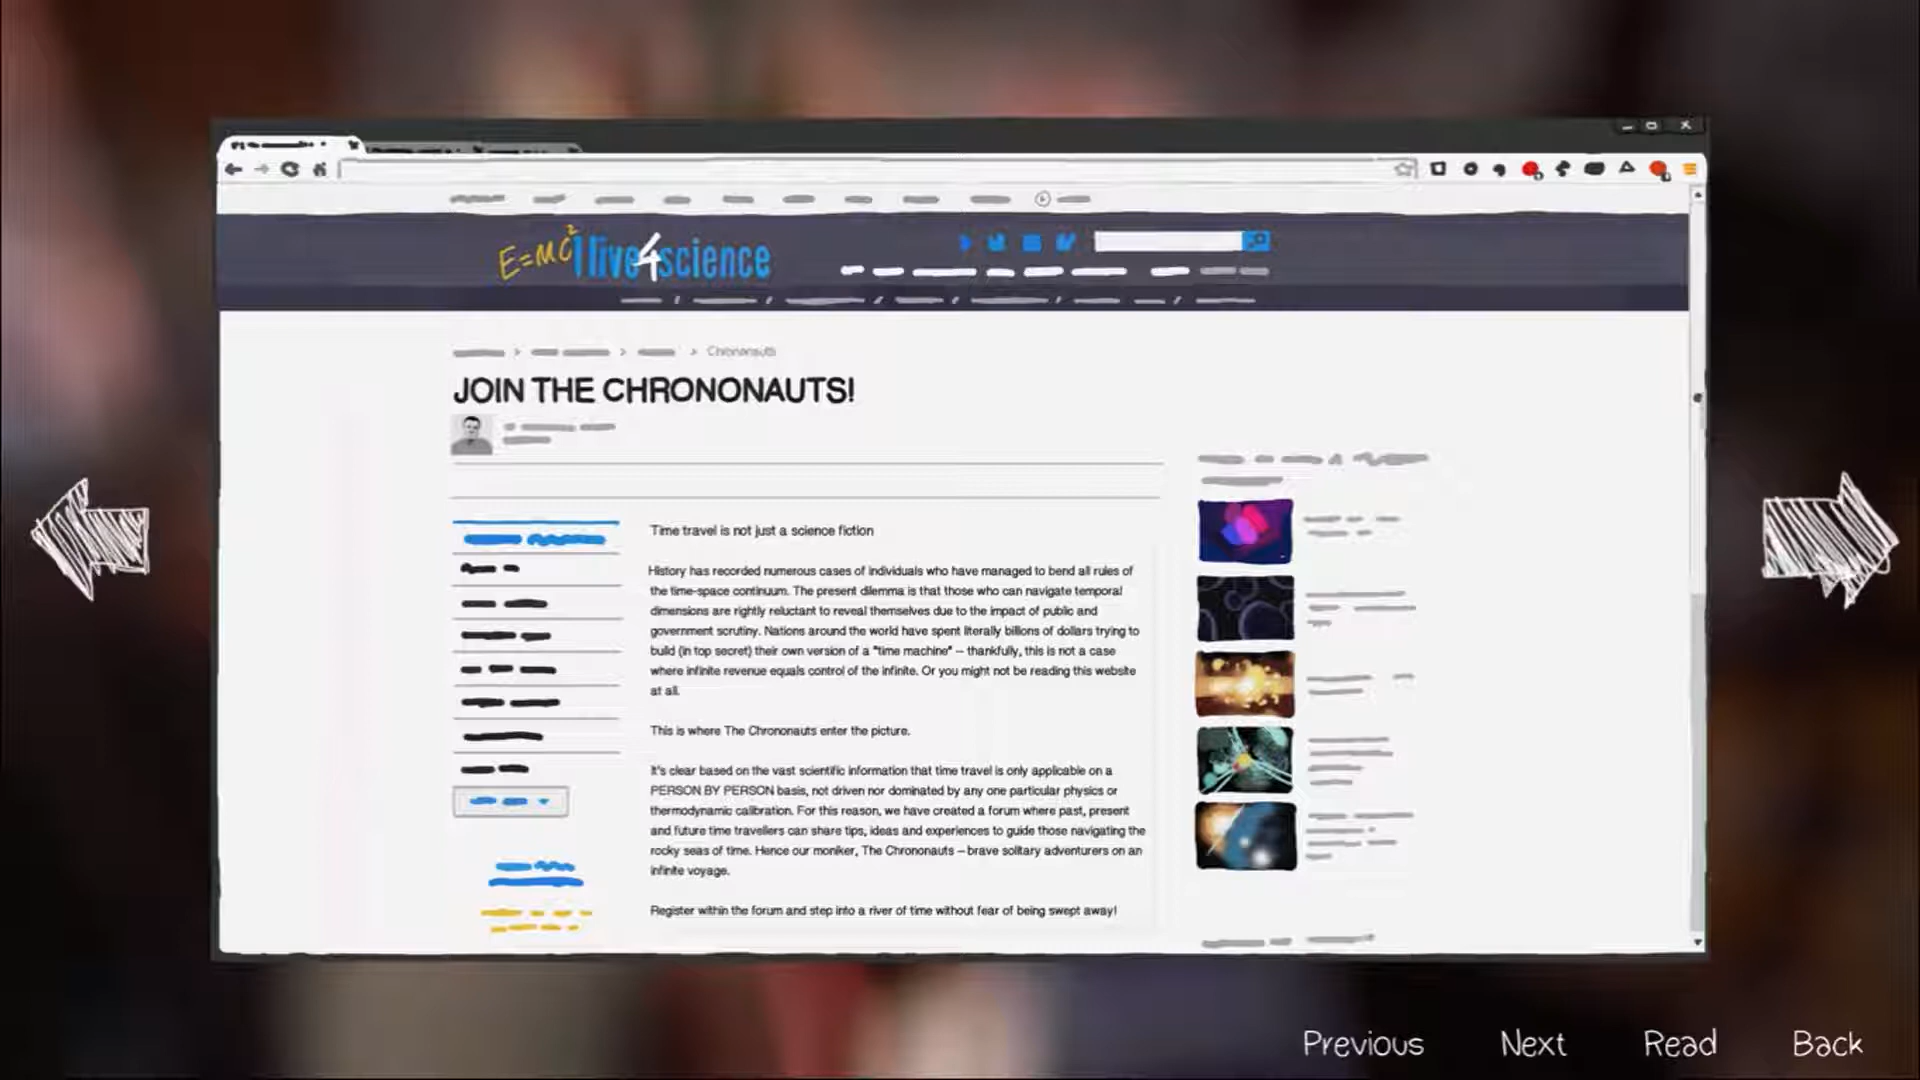 E=MC²
I live4science
Chrononauts
JOIN THE CHRONONAUTS!
Time travel is not just a science fiction
History has recorded numerous cases of individuals who have managed to bend all rules of
the time-space continuum. The present dilemma is that those who can navigate temporal
dimensions are rightly reluctant to reveal themselves due to the impact of public and
government scrutiny. Nations around the world have spent literally billions of dollars trying to
build (in top secret) their own version of a "time machine" – thankfully, this is not a case
where infinite revenue equals control of the infinite. Or you might not be reading this website
at all.
This is where The Chrononauts enter the picture.
It's clear based on the vast scientific information that time travel is only applicable on a
PERSON BY PERSON basis, not driven nor dominated by any one particular physics or
thermodynamic calibration. For this reason, we have created a forum where past, present
and future time travellers can share tips, ideas and experiences to guide those navigating the
rocky seas of time. Hence our moniker, The Chrononauts – brave solitary adventurers on an
infinite voyage.
Register within the forum and step into a river of time without fear of being swept away!
Previous Next Read Back